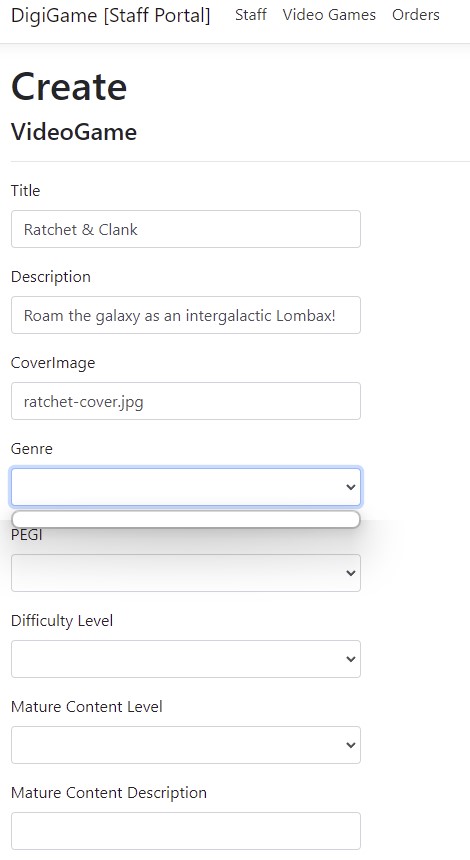 DigiGame [Staff Portal] Staff Video Games Orders
Create
VideoGame
Title
Ratchet & Clank
Description
Roam the galaxy as an intergalactic Lombax!
CoverImage
ratchet-cover.jpg
Genre
PEGI
Difficulty Level
Mature Content Level
Mature Content Description